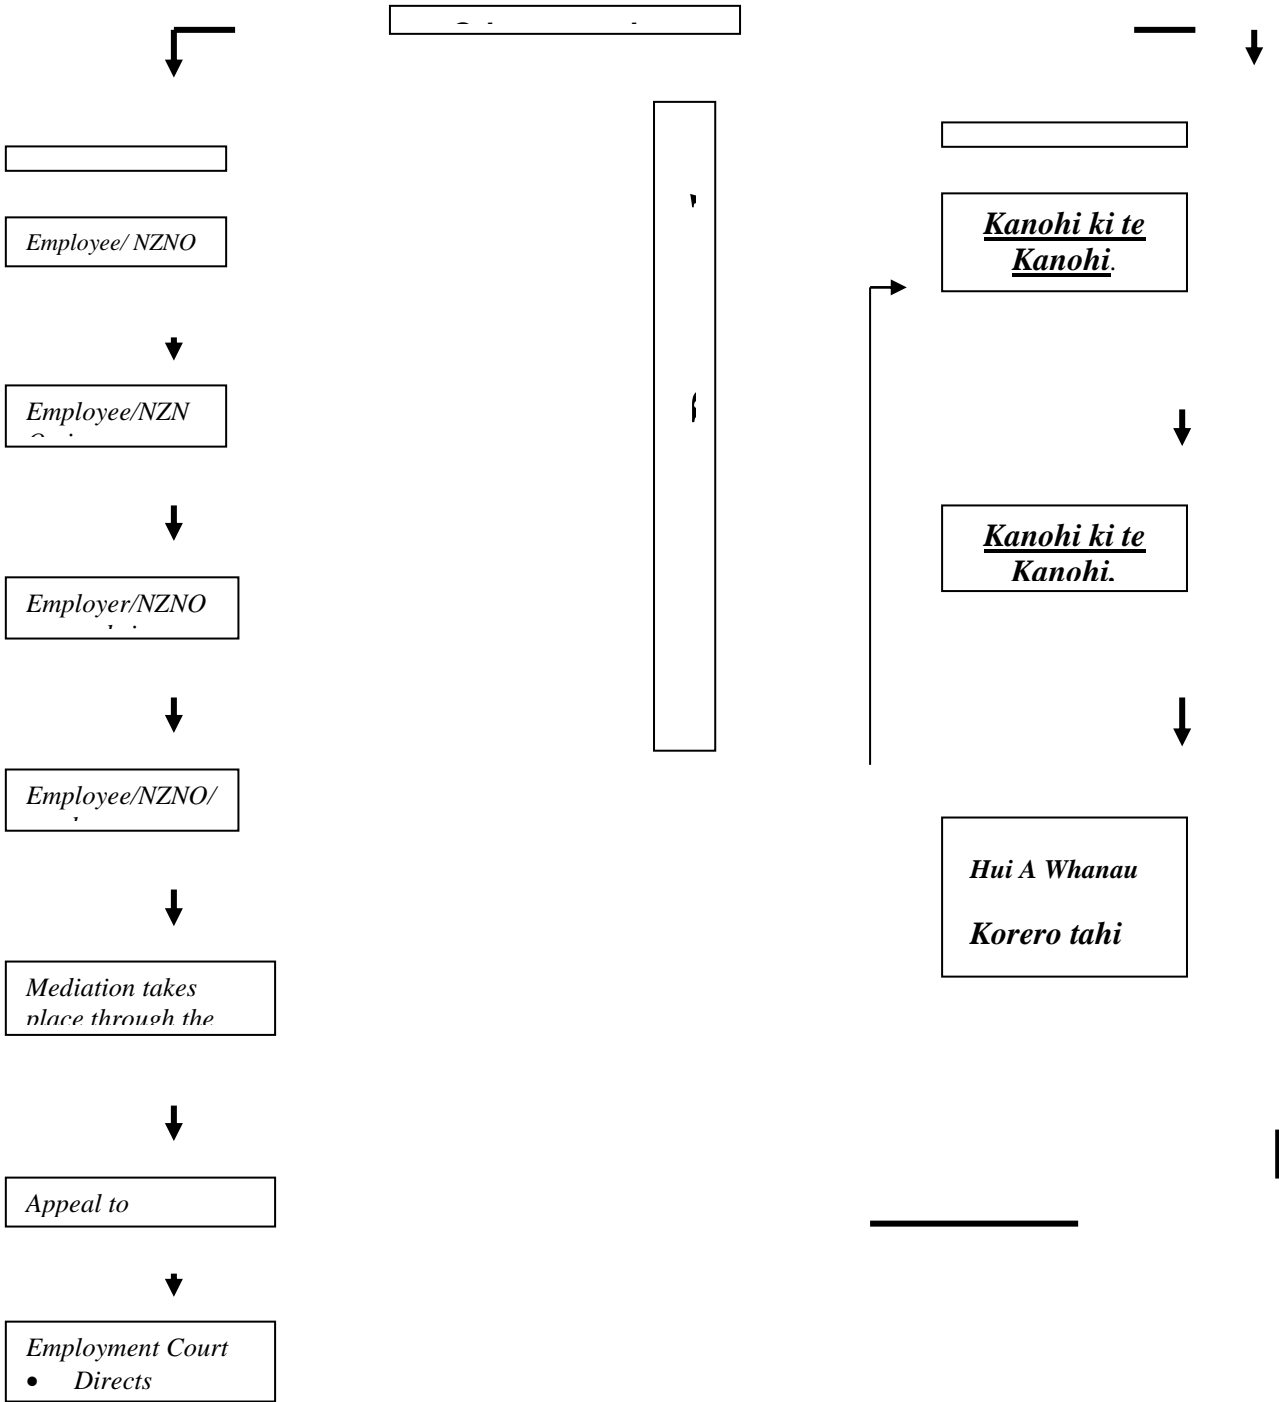 Employee/ NZNO
Employee/NZN
Employer/NZNO
Employee/NZNO/
Mediation takes
place through the
Appeal to
Employment Court
• Directs
Kanohi ki te
Kanohi.
Kanohi ki te
Kanohi.
Hui A Whanau
Korero tahi